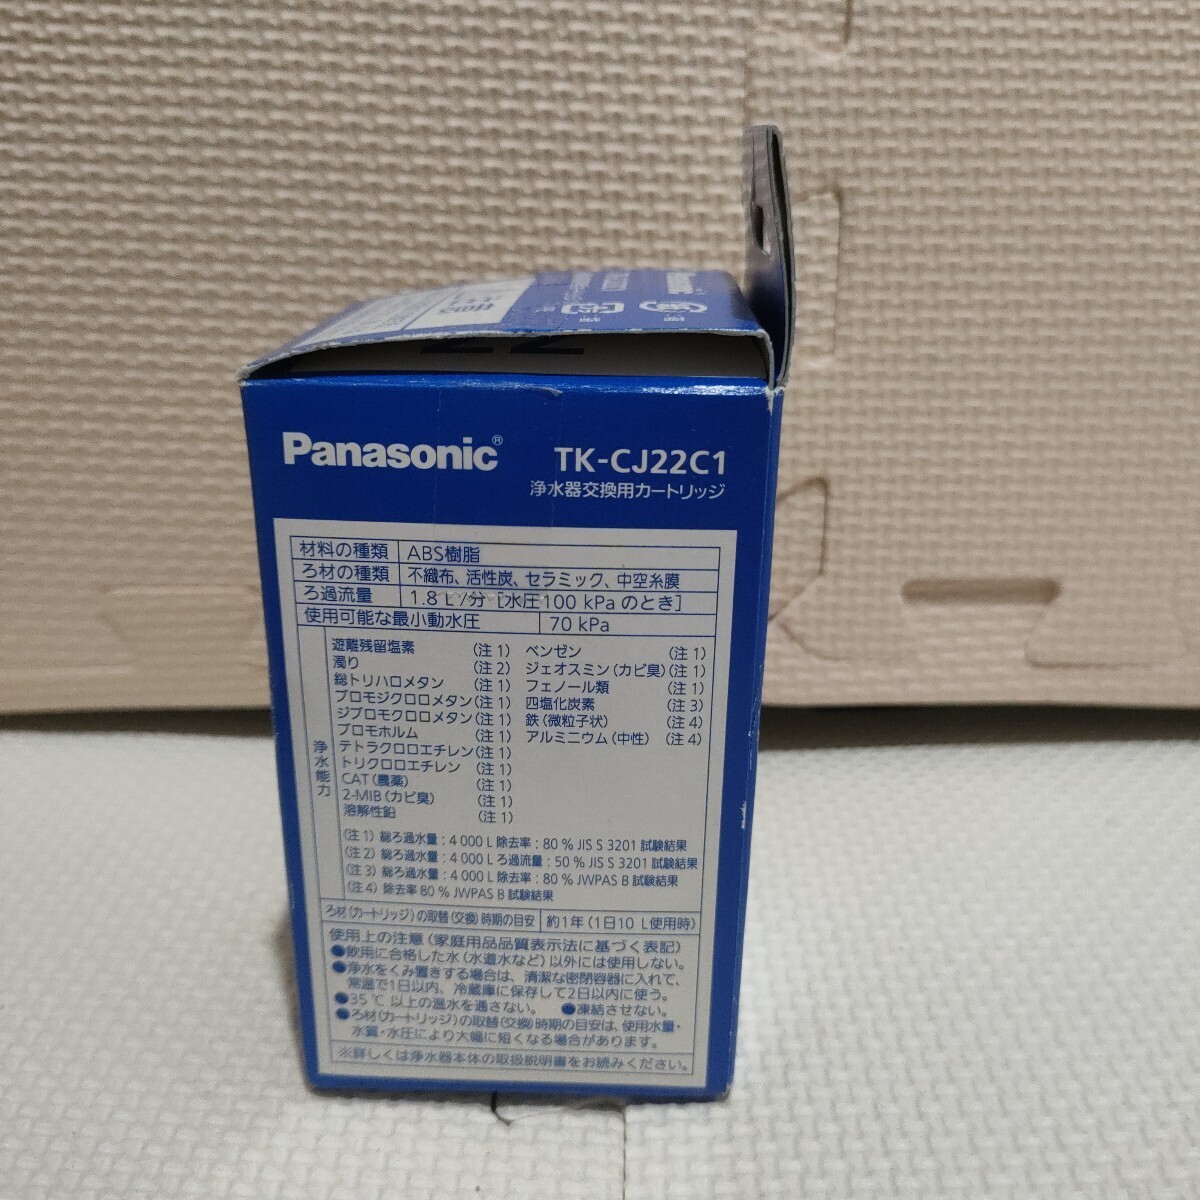 Panasonic
22
Panasonic® TK-CJ22C1
浄水器交換用カートリッジ
材料の種類 ABS樹脂
ろ材の種類 不織布、活性炭、セラミック、中空糸膜
ろ過流量 1.8 L/分 [水圧100 kPa のとき]
使用可能な最小動水圧 70 kPa
浄水能力
遊離残留塩素 (注 1) ベンゼン (注 1)
濁り (注 2) ジェオスミン(カビ臭) (注 1)
総トリハロメタン (注 1) フェノール類 (注 1)
ブロモジクロロメタン (注 1) 四塩化炭素 (注 3)
ジブロモクロロメタン (注 1) 鉄(微粒子状) (注 4)
ブロモホルム (注 1) アルミニウム(中性) (注 4)
テトラクロロエチレン (注 1)
トリクロロエチレン (注 1)
CAT(農薬) (注 1)
2-MIB(カビ臭) (注 1)
溶解性鉛 (注 1)
(注 1) 総ろ過水量:4 000 L 除去率:80 % JIS S 3201 試験結果
(注 2) 総ろ過水量:4 000 L ろ過流量:50 % JIS S 3201 試験結果
(注 3) 総ろ過水量:4 000 L 除去率:80 % JWPAS B 試験結果
(注 4) 除去率 80 % JWPAS B 試験結果
ろ材(カートリッジ)の取替(交換)時期の目安 約1年(1日10 L使用時)
使用上の注意(家庭用品品質表示法に基づく表記)
●飲用に合格した水(水道水など)以外には使用しない。
●浄水をくみ置きする場合は、清潔な密閉容器に入れて、
常温で1日以内、冷蔵庫に保存して2日以内に使う。
●35 ℃ 以上の温水を通さない。 ●凍結させない。
●ろ材(カートリッジ)の取替(交換)時期の目安は、使用水量・
水質・水圧により大幅に短くなる場合があります。
※詳しくは浄水器本体の取扱説明書をお読みください。